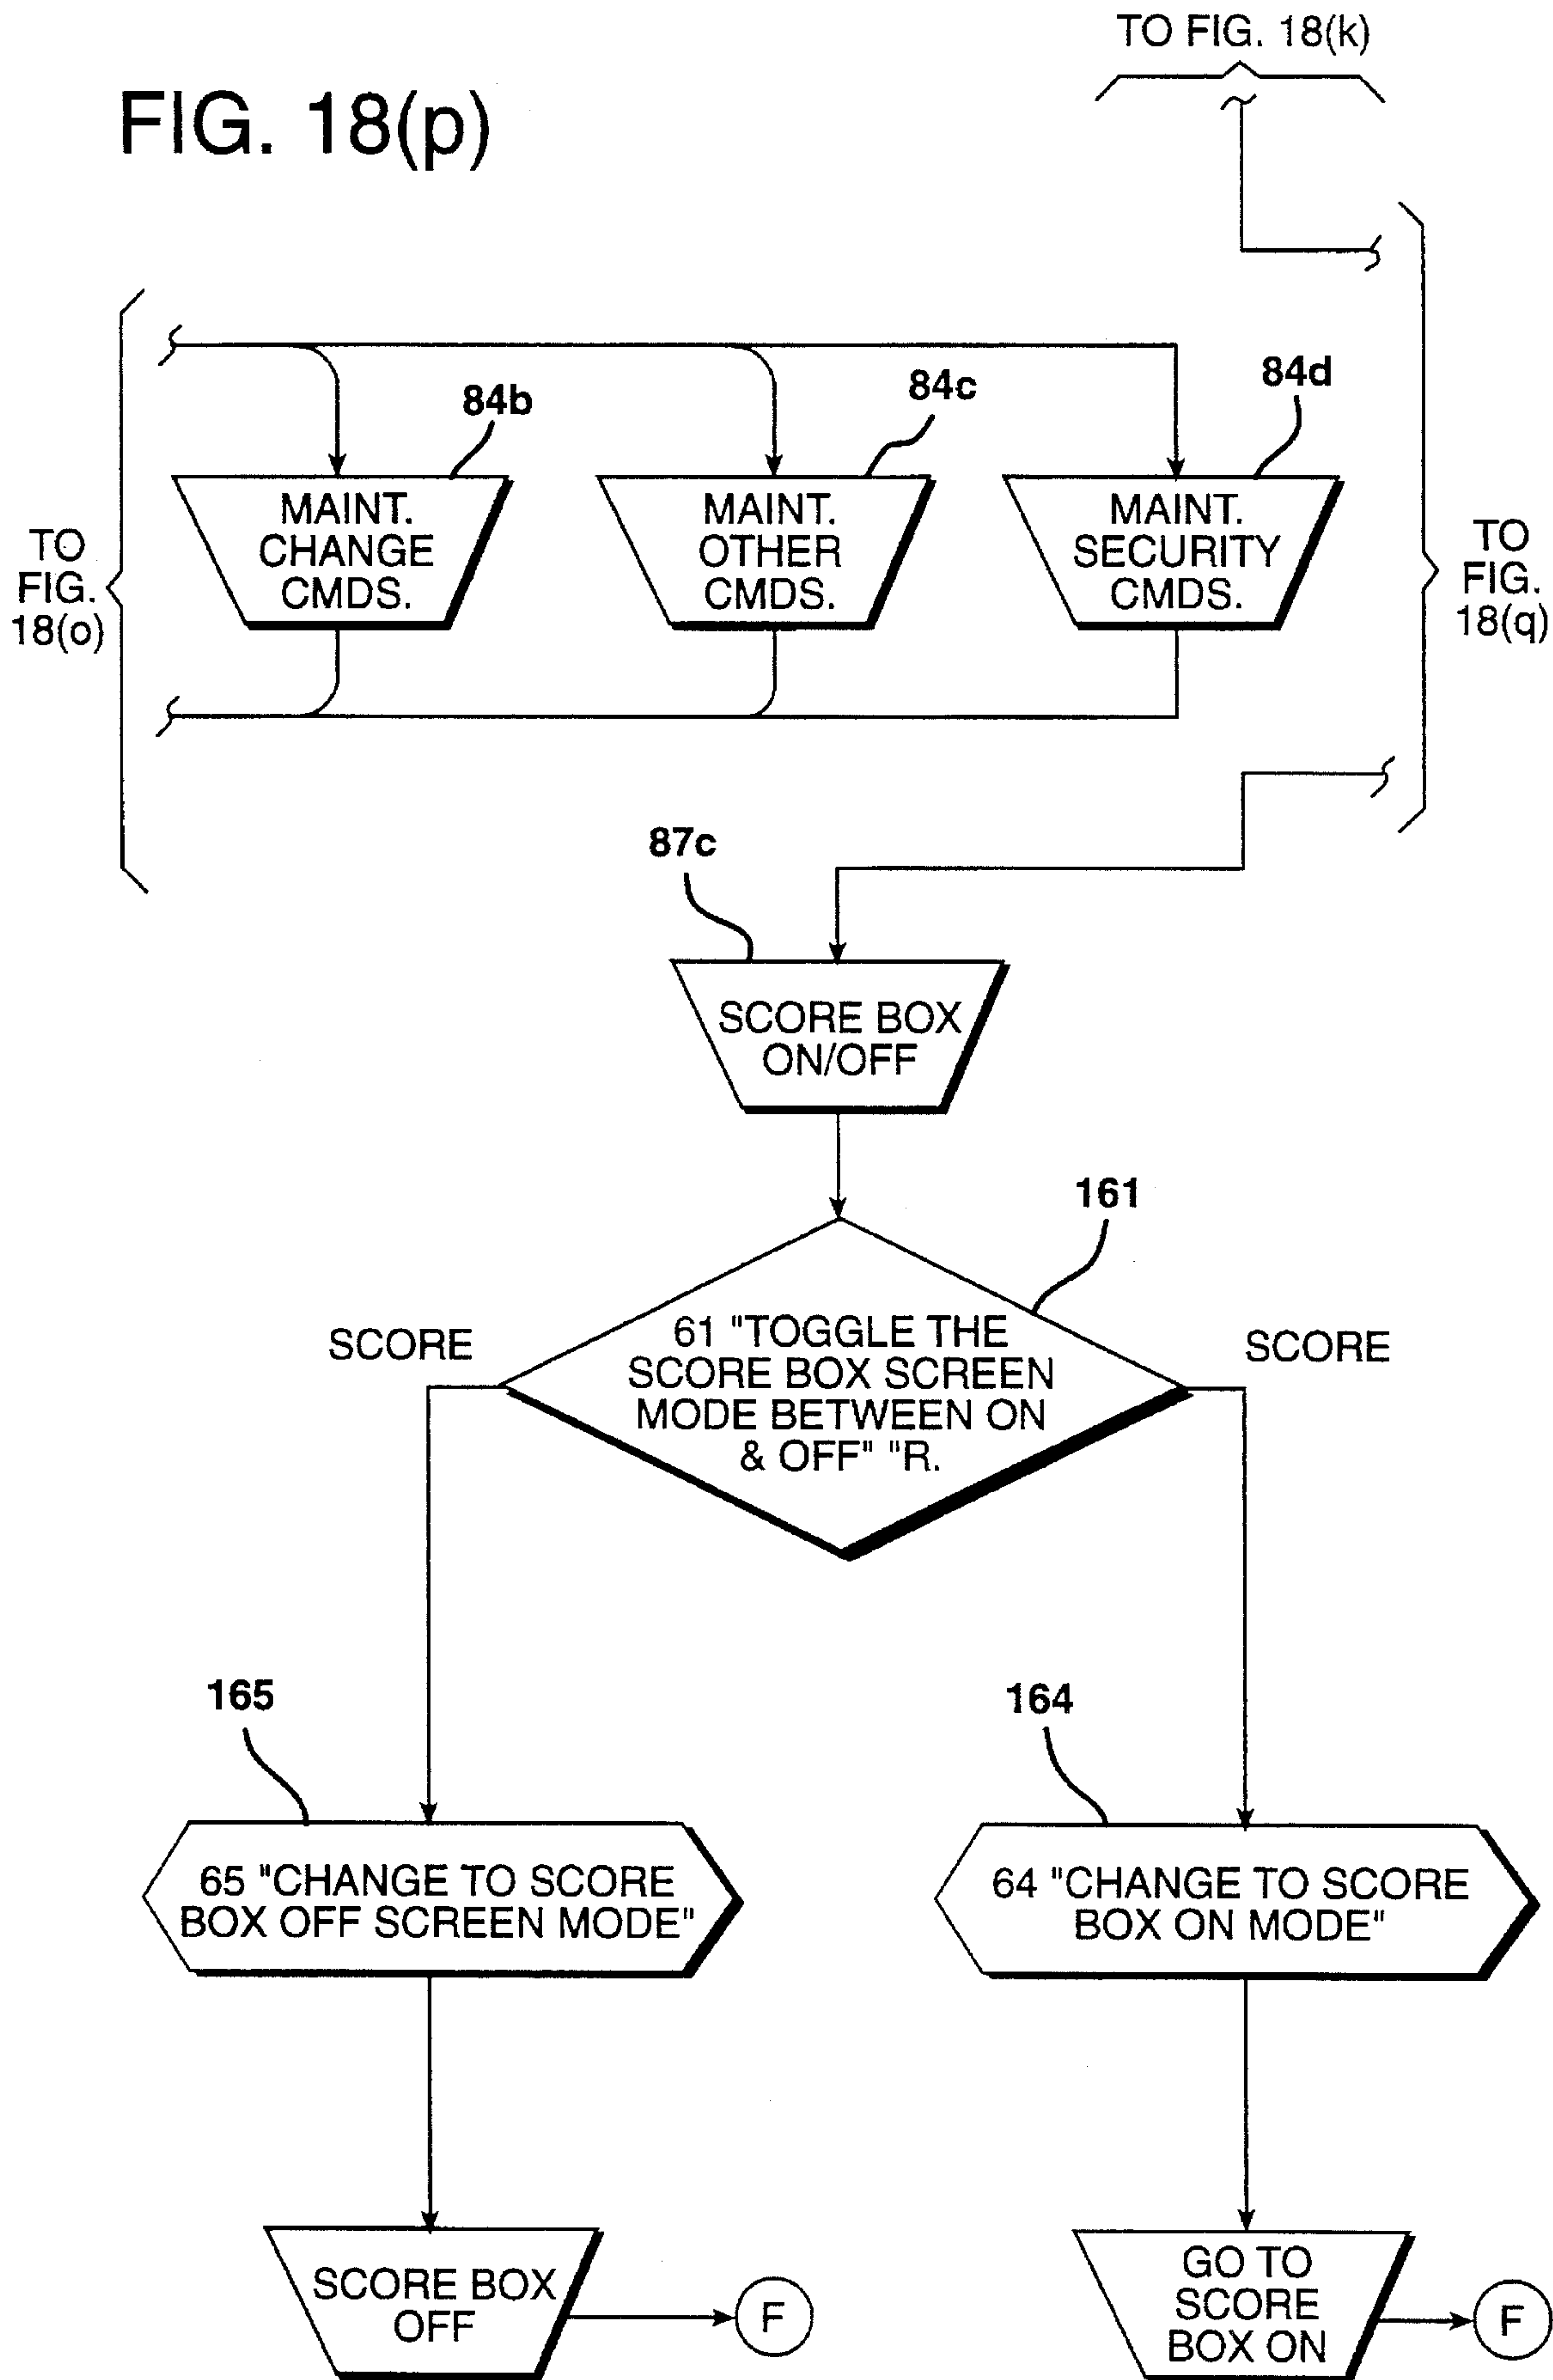 TO FIG. 18(k)
FIG. 18(p)
84b
84c
84d
MAINT.
CHANGE
CMDS.
MAINT.
OTHER
CMDS.
MAINT.
SECURITY
CMDS.
TO
FIG.
18(o)
TO
FIG.
18(q)
87c
SCORE BOX
ON/OFF
161
SCORE
61 "TOGGLE THE
SCORE BOX SCREEN
MODE BETWEEN ON
& OFF" "R.
SCORE
165
164
65 "CHANGE TO SCORE
BOX OFF SCREEN MODE"
64 "CHANGE TO SCORE
BOX ON MODE"
SCORE BOX
OFF
F
GO TO
SCORE
BOX ON
F